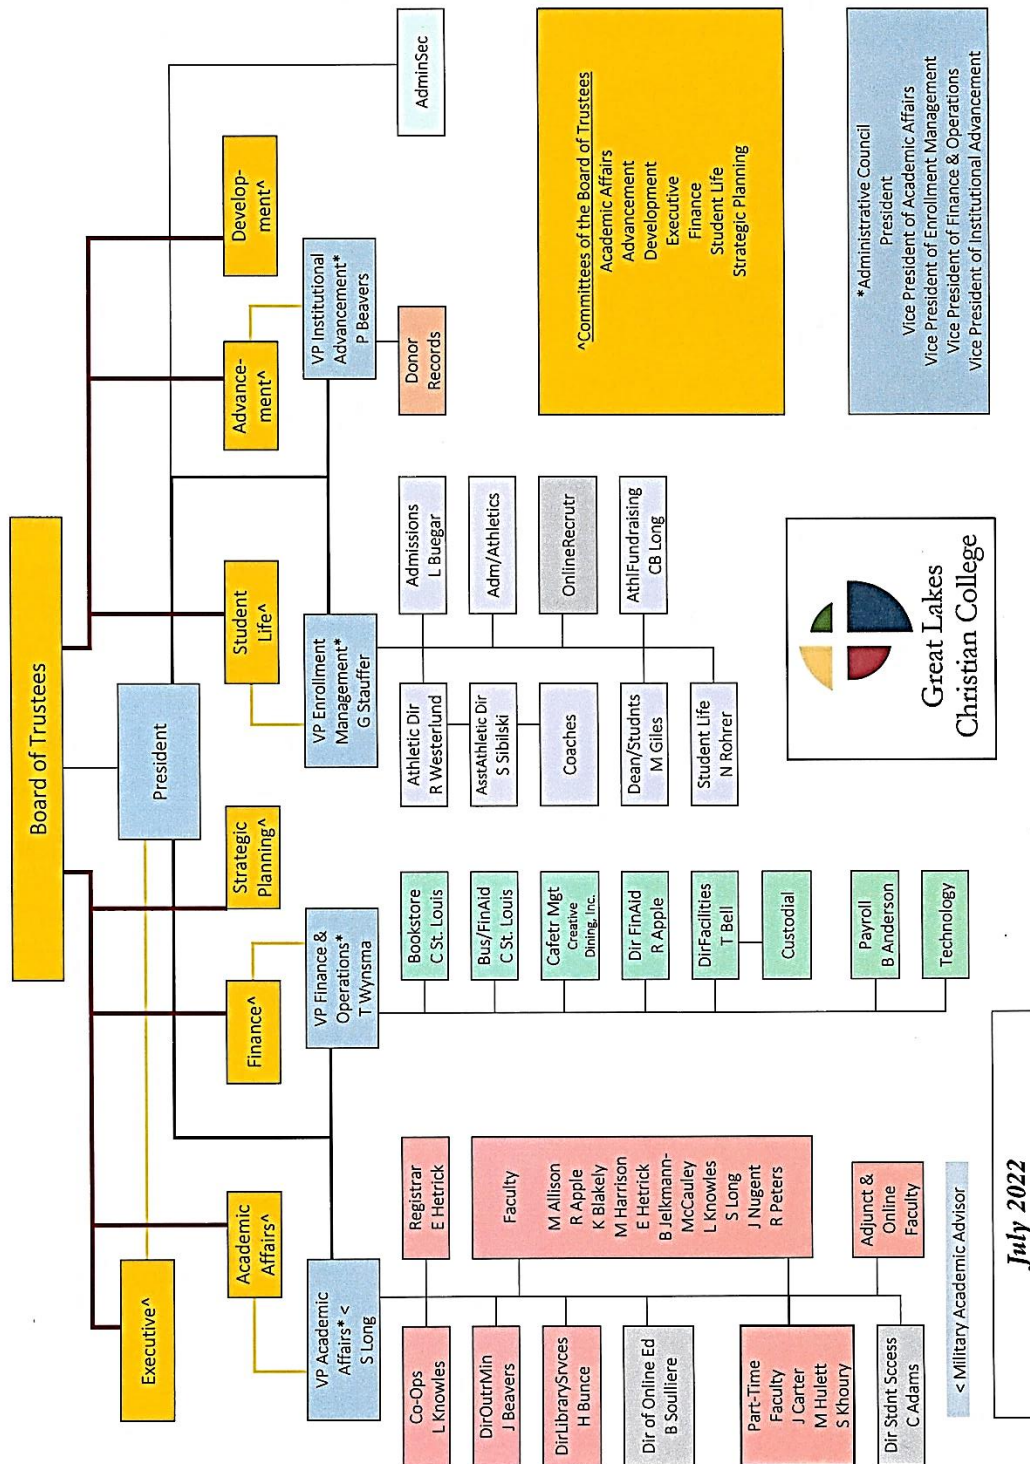 Board of Trustees
President
AdminSec
Executive^
Academic
Affairs^
Finance^
Strategic
Planning^
Student
Life^
Advance-
ment^
Develop-
ment^
VP Academic
Affairs* <
S Long
VP Finance &
Operations*
T Wynsma
VP Enrollment
Management*
G Stauffer
VP Institutional
Advancement*
P Beavers
Co-Ops
L Knowles
Registrar
E Hetrick
DirOutrMin
J Beavers
DirLibrarySrvces
H Bunce
Dir of Online Ed
B Soulliere
Faculty
M Allison
R Apple
K Blakely
M Harrison
E Hetrick
B Jelkmann-
McCauley
L Knowles
S Long
J Nugent
R Peters
Part-Time
Faculty
J Carter
M Hulett
S Khoury
Adjunct &
Online
Faculty
Dir Stdnt Sccess
C Adams
< Military Academic Advisor
Bookstore
C St. Louis
Bus/FinAid
C St. Louis
Cafetr Mgt
Creative
Dining, Inc.
Dir FinAid
R Apple
DirFacilities
T Bell
Custodial
Payroll
B Anderson
Technology
Athletic Dir
R Westerlund
Admissions
L Buegar
AsstAthletic Dir
S Sibilski
Adm/Athletics
Coaches
OnlineRecrutr
Dean/Studnts
M Giles
AthlFundraising
CB Long
Student Life
N Rohrer
Donor
Records
^Committees of the Board of Trustees
Academic Affairs
Advancement
Development
Executive
Finance
Student Life
Strategic Planning
*Administrative Council
President
Vice President of Academic Affairs
Vice President of Enrollment Management
Vice President of Finance & Operations
Vice President of Institutional Advancement
Great Lakes
Christian College
July 2022